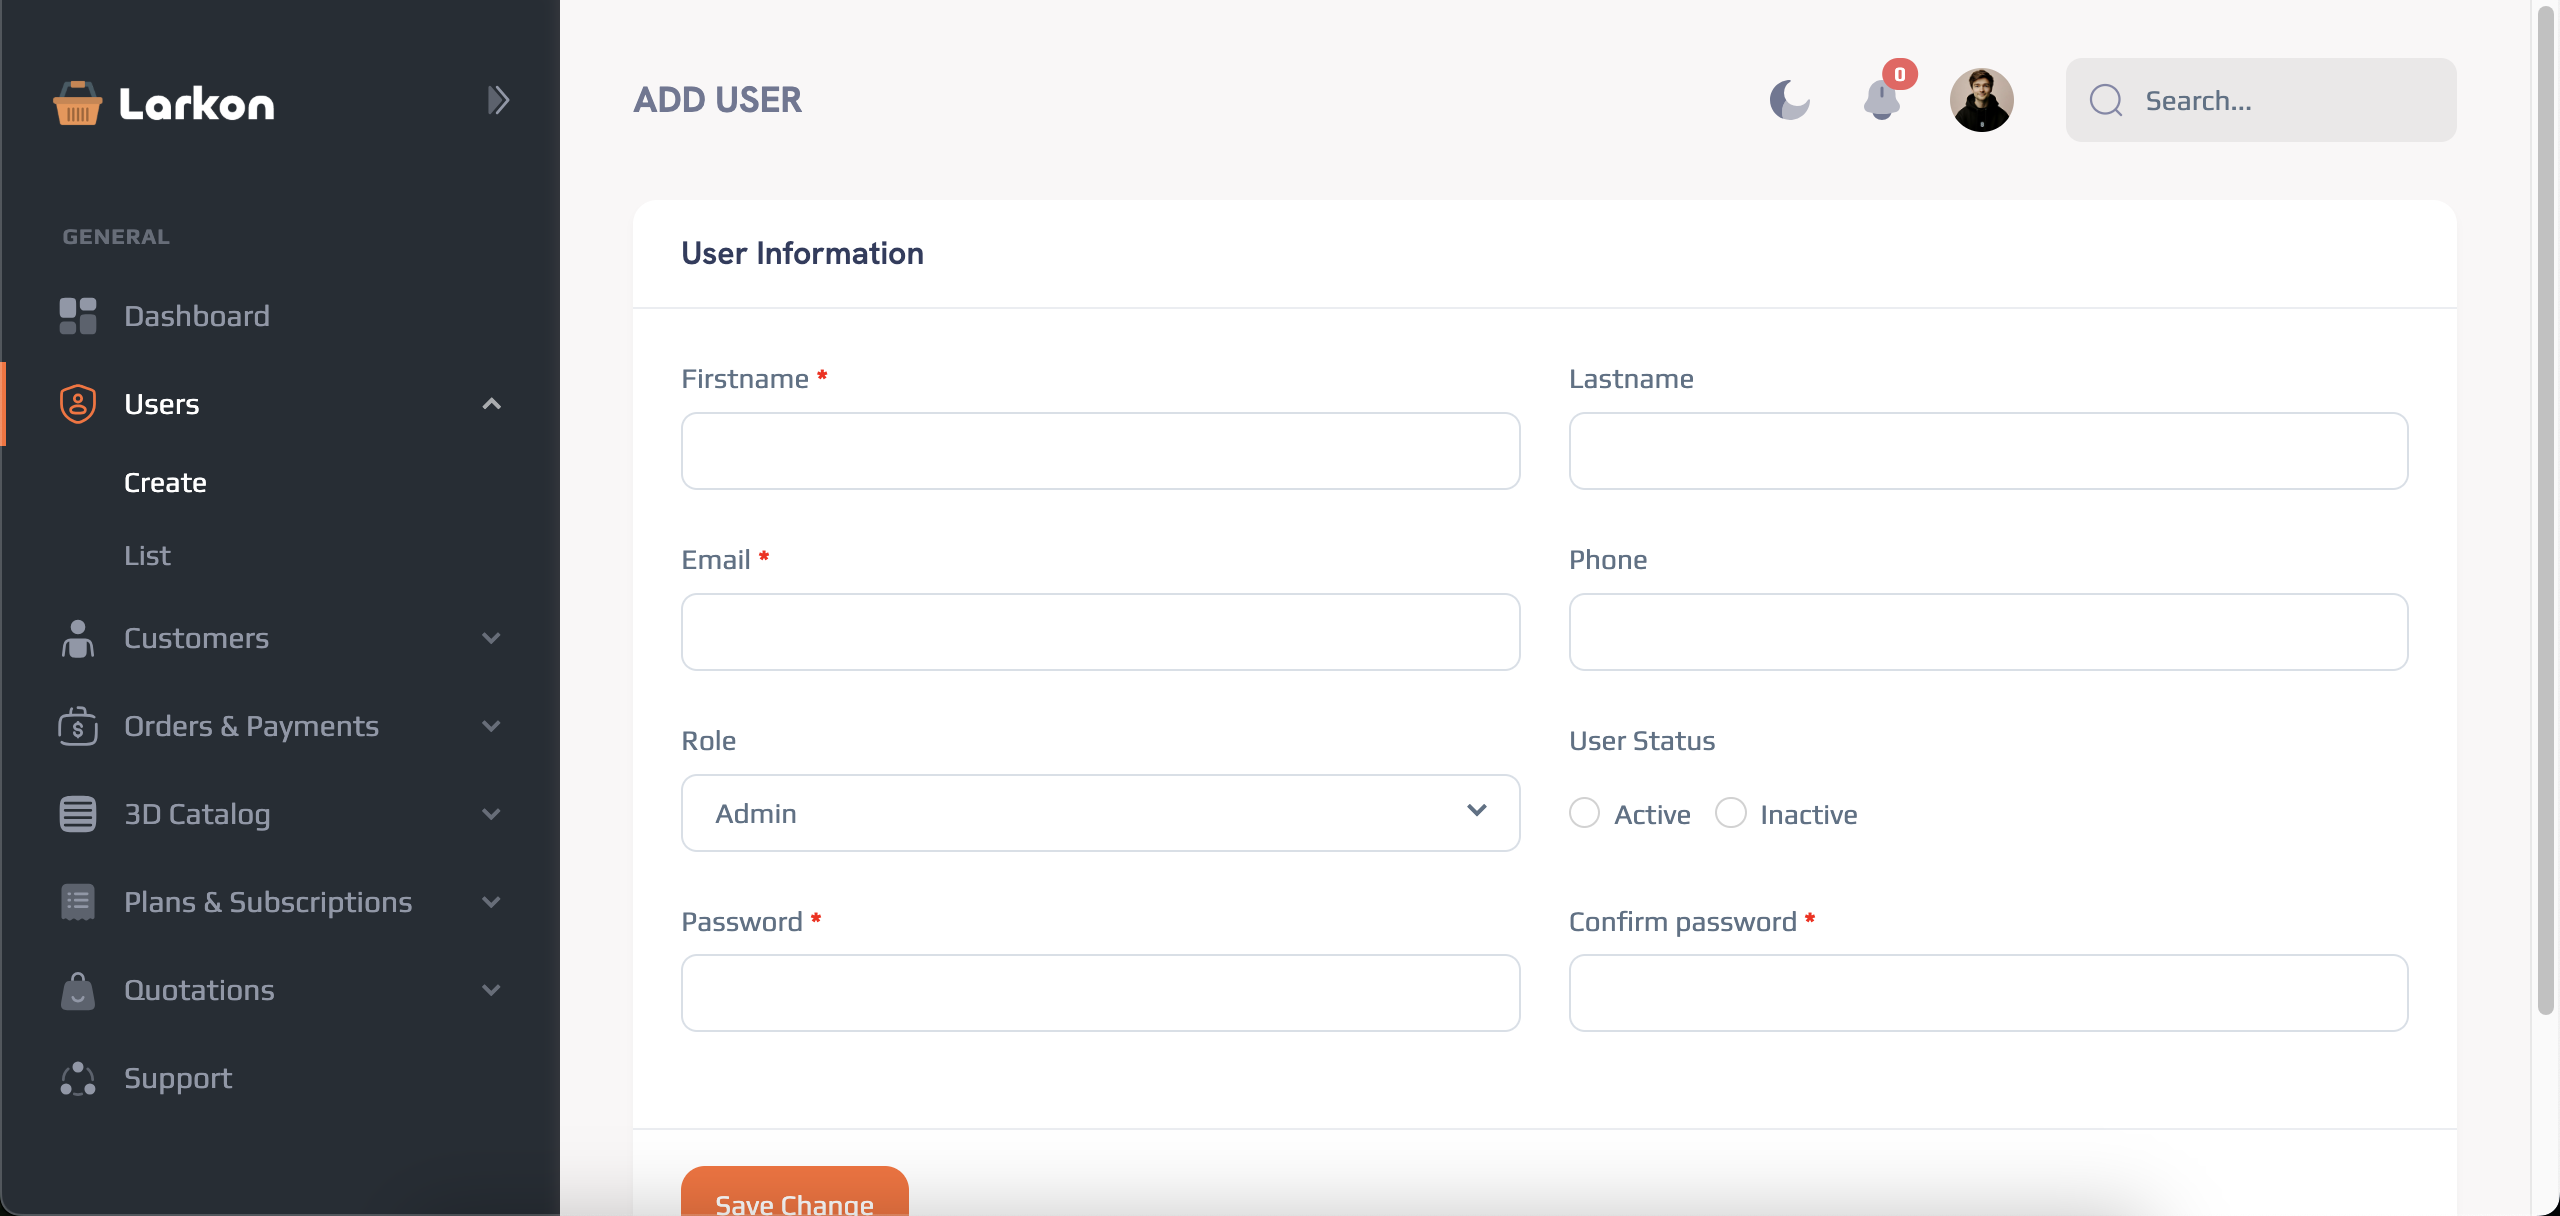 Larkon
GENERAL
Dashboard
Users
Create
List
Customers
Orders & Payments
$
3D Catalog
Plans & Subscriptions
Quotations
Support
ADD USER
0
Search...
User Information
Firstname *
Lastname
Email *
Phone
Role
User Status
Admin
Active
Inactive
Password *
Confirm password *
Save Change